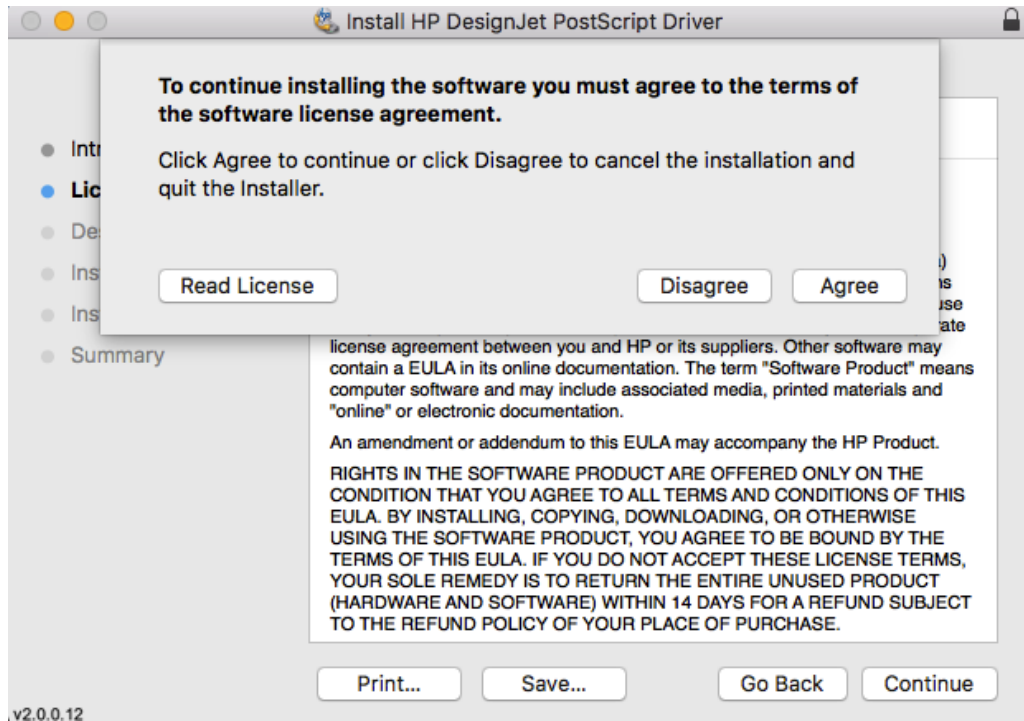 Install HP DesignJet PostScript Driver
To continue installing the software you must agree to the terms of
the software license agreement.
Click Agree to continue or click Disagree to cancel the installation and
quit the Installer.
Read License
Disagree
Agree
Summary
license agreement between you and HP or its suppliers. Other software may
contain a EULA in its online documentation. The term "Software Product" means
computer software and may include associated media, printed materials and
"online" or electronic documentation.
An amendment or addendum to this EULA may accompany the HP Product.
RIGHTS IN THE SOFTWARE PRODUCT ARE OFFERED ONLY ON THE
CONDITION THAT YOU AGREE TO ALL TERMS AND CONDITIONS OF THIS
EULA. BY INSTALLING, COPYING, DOWNLOADING, OR OTHERWISE
USING THE SOFTWARE PRODUCT, YOU AGREE TO BE BOUND BY THE
TERMS OF THIS EULA. IF YOU DO NOT ACCEPT THESE LICENSE TERMS,
YOUR SOLE REMEDY IS TO RETURN THE ENTIRE UNUSED PRODUCT
(HARDWARE AND SOFTWARE) WITHIN 14 DAYS FOR A REFUND SUBJECT
TO THE REFUND POLICY OF YOUR PLACE OF PURCHASE.
Print...
Save...
Go Back
Continue
v2.0.0.12